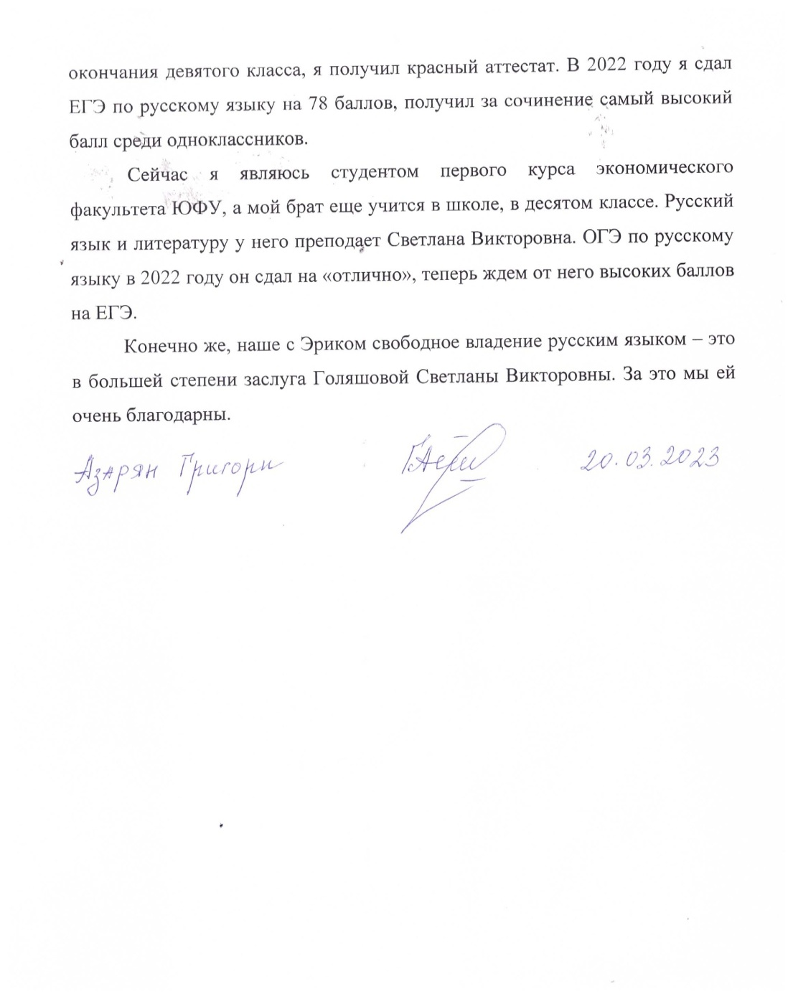 окончания девятого класса, я получил красный аттестат. В 2022 году я сдал
ЕГЭ по русскому языку на 78 баллов, получил за сочинение самый высокий
балл среди одноклассников.
Сейчас я являюсь студентом первого курса экономического
факультета ЮФУ, а мой брат еще учится в школе, в десятом классе. Русский
язык и литературу у него преподает Светлана Викторовна. ОГЭ по русскому
языку в 2022 году он сдал на «отлично», теперь ждем от него высоких баллов
на ЕГЭ.
Конечно же, наше с Эриком свободное владение русским языком – это
в большей степени заслуга Голяшовой Светланы Викторовны. За это мы ей
очень благодарны.
Азарян Григори 20.03.2023